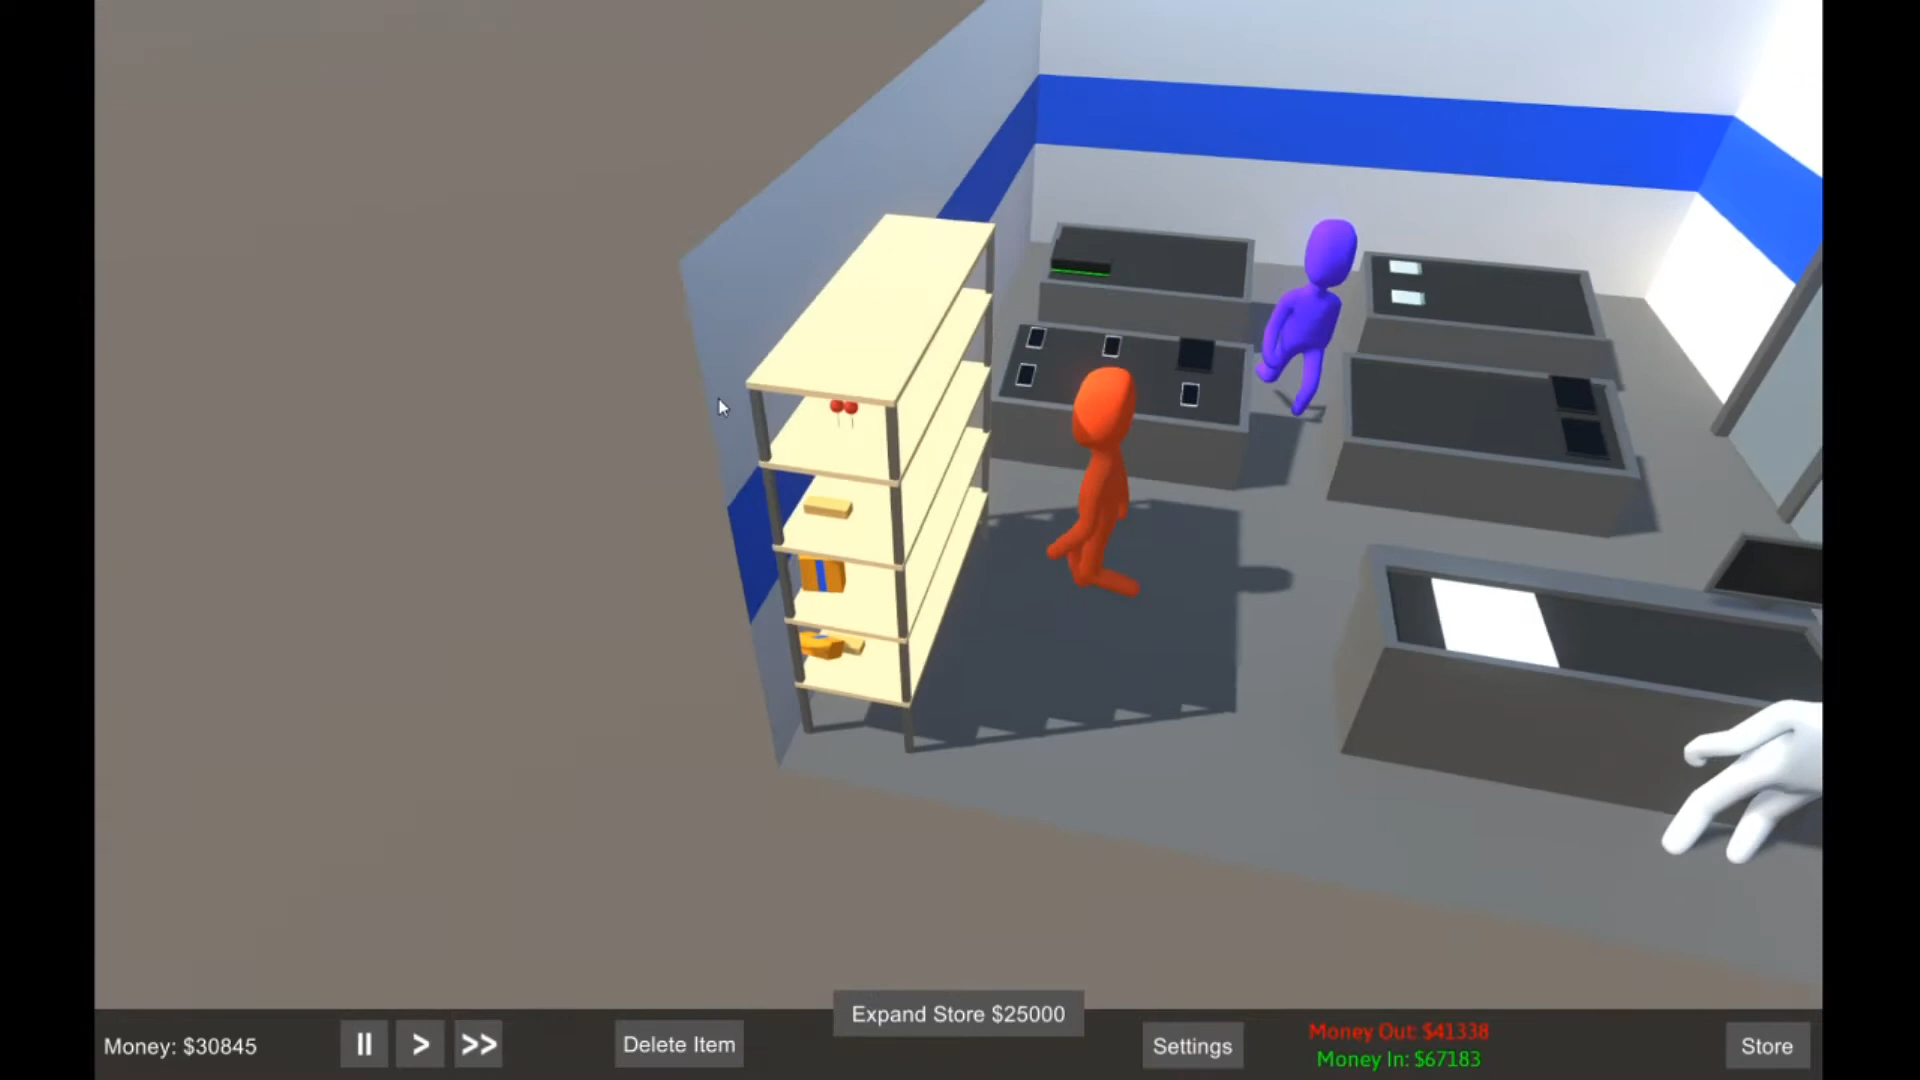 Expand Store $25000
Money: $30845
Delete Item
Settings
Money Out: $41338
Money In: $67183
Store